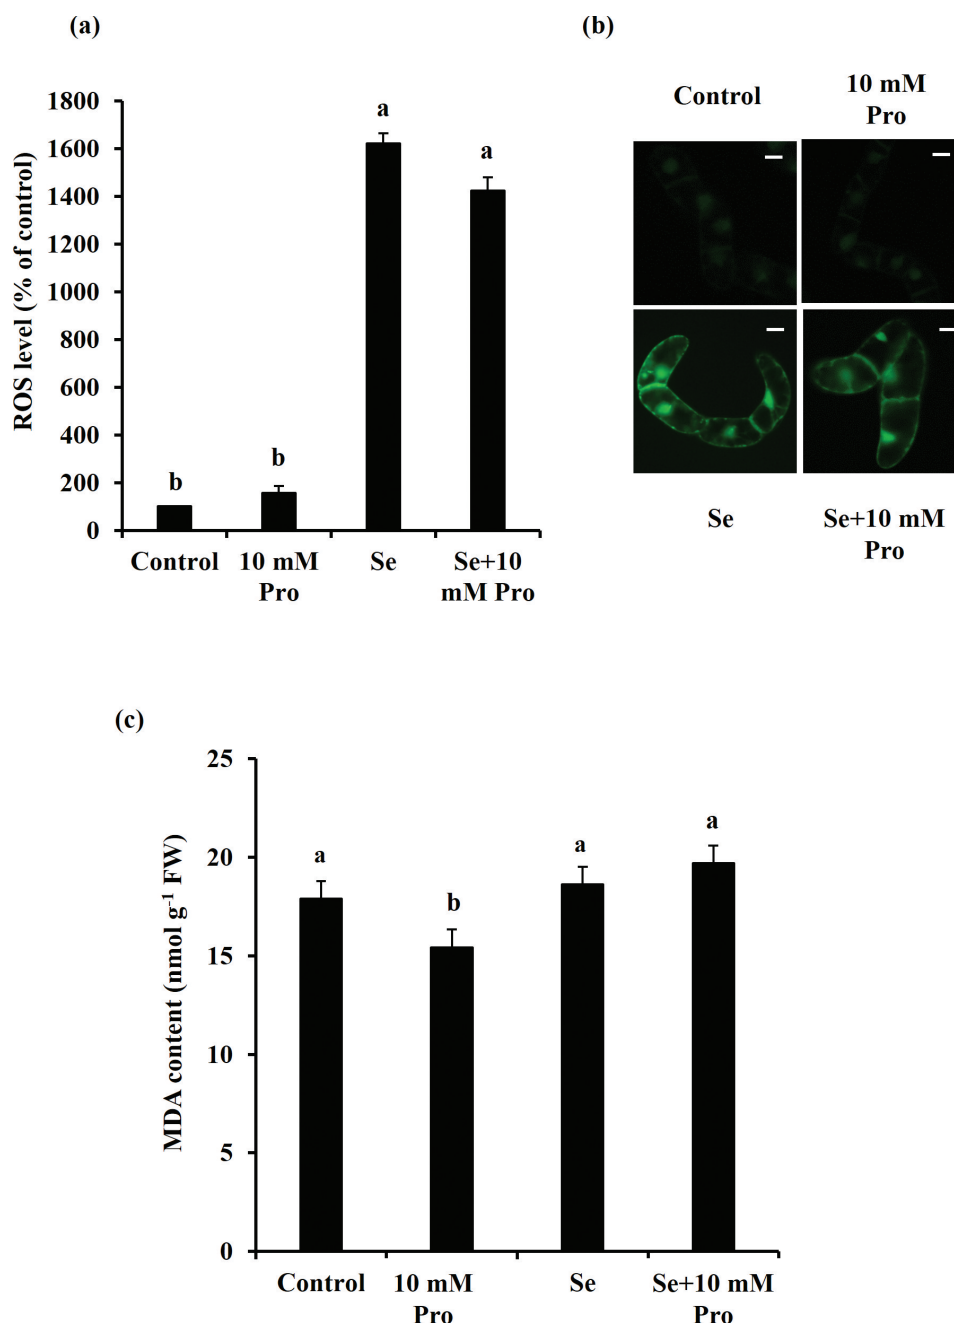 (a)
ROS level (% of control)
1800
1600
1400
1200
1000
800
600
400
200
0
b
b
a
a
Control
10 mM
Pro
Se
Se+10
mM Pro
(b)
Control
10 mM
Pro
Se
Se+10 mM
Pro
(c)
MDA content (nmol g⁻¹ FW)
25
20
15
10
5
0
a
b
a
a
Control
10 mM
Pro
Se
Se+10 mM
Pro